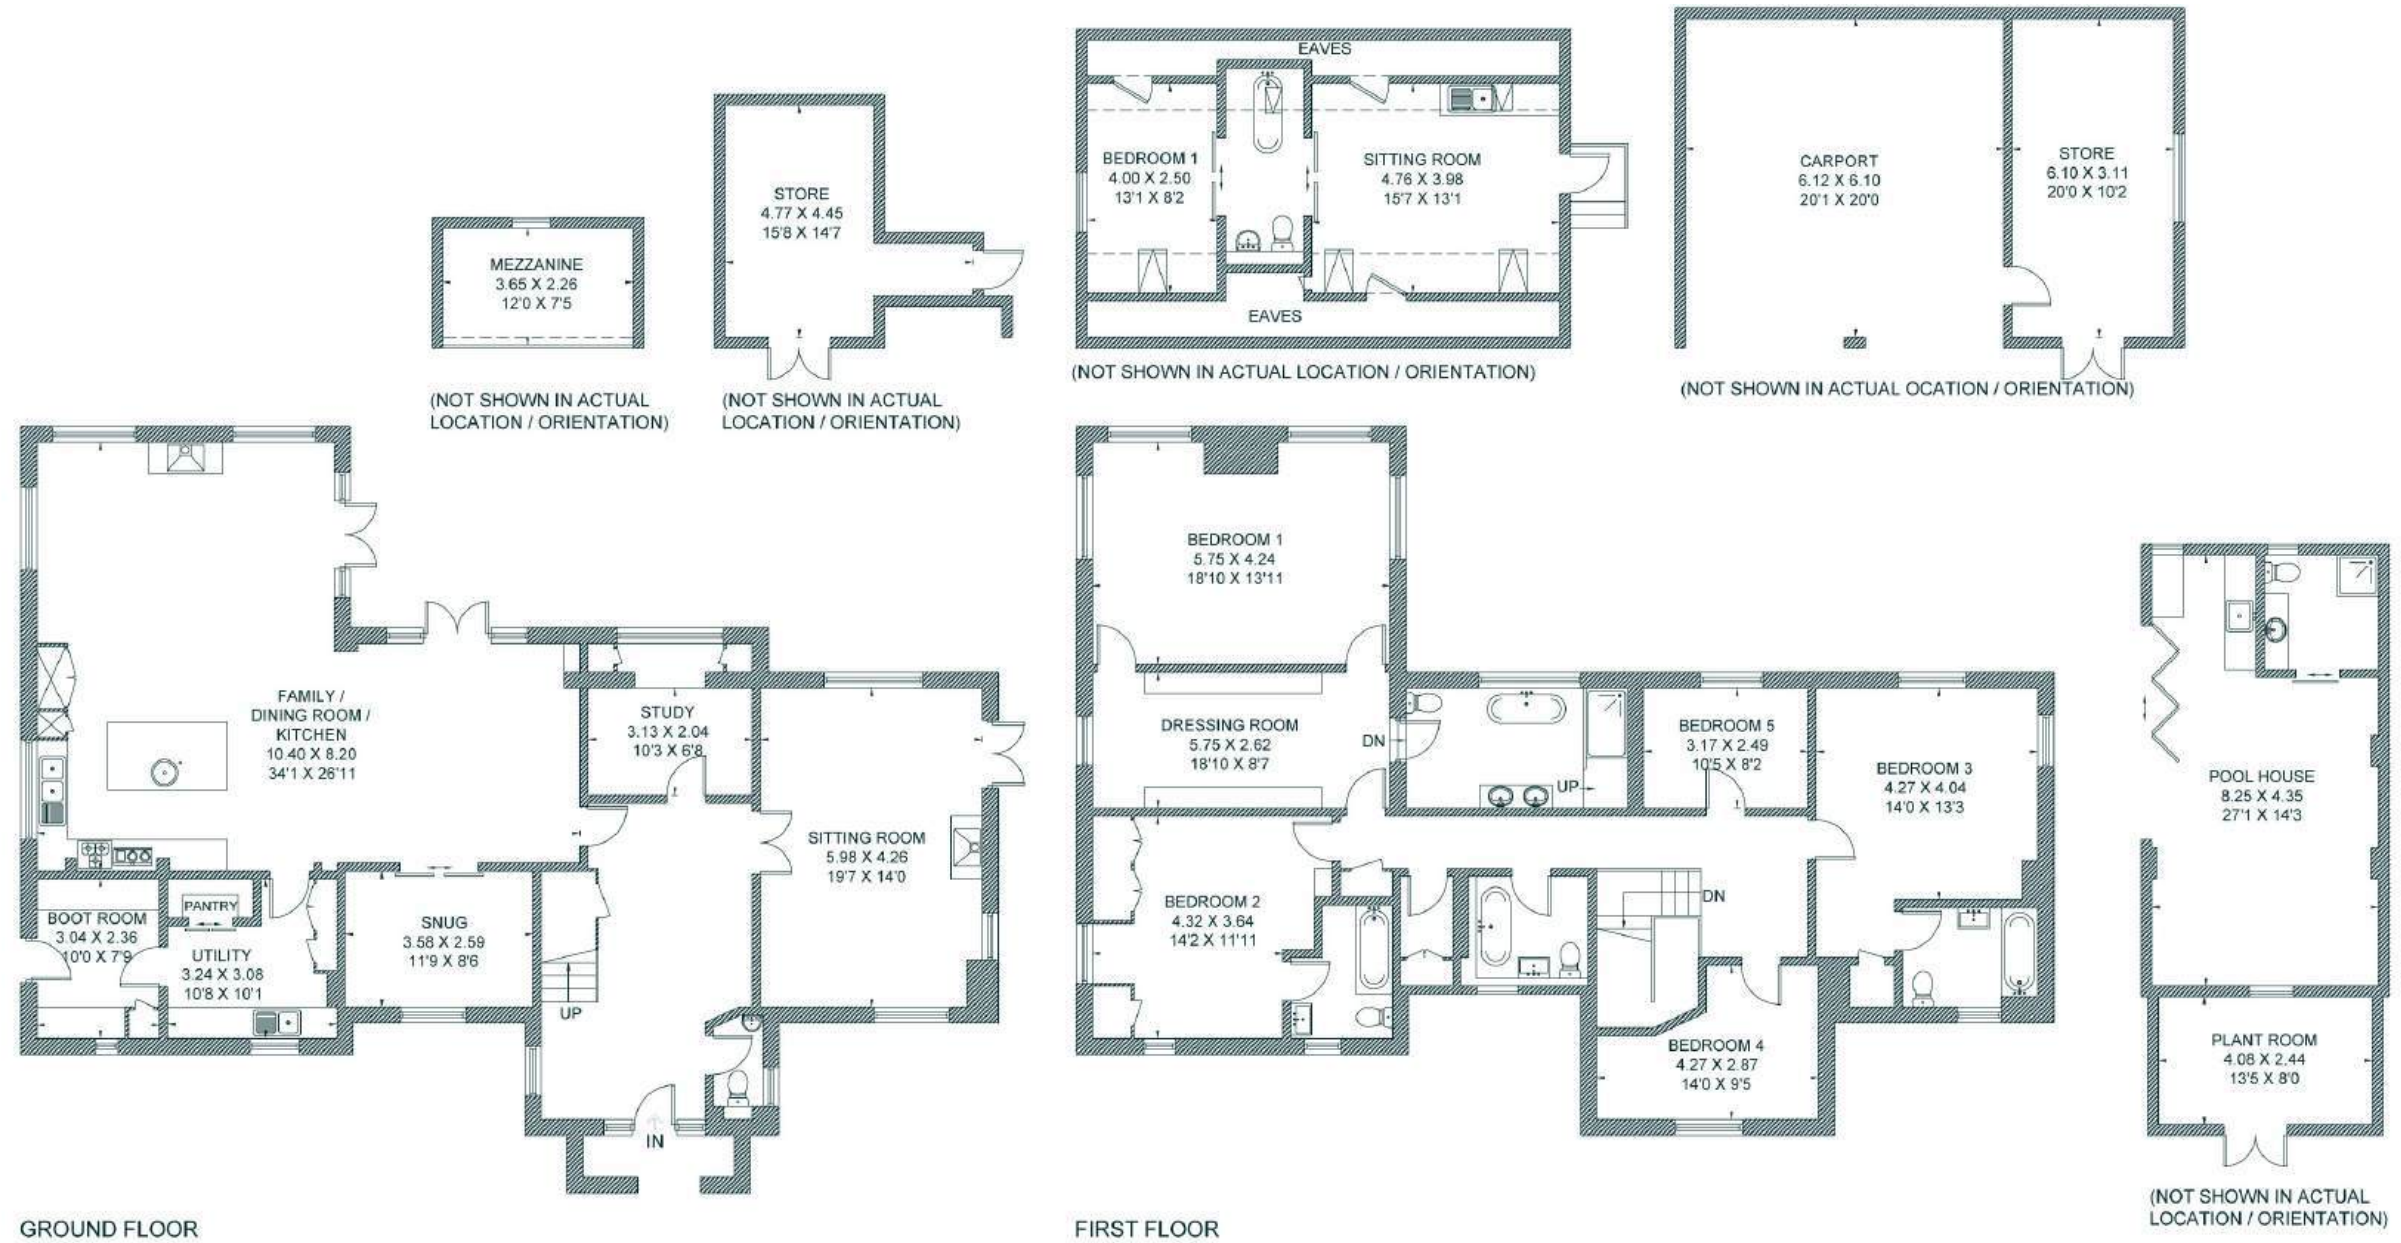 EAVES
BEDROOM 1
4.00 X 2.50
13'1 X 8'2
SITTING ROOM
4.76 X 3.98
15'7 X 13'1
EAVES
(NOT SHOWN IN ACTUAL LOCATION / ORIENTATION)
CARPORT
6.12 X 6.10
20'1 X 20'0
STORE
6.10 X 3.11
20'0 X 10'2
(NOT SHOWN IN ACTUAL OCATION / ORIENTATION)
STORE
4.77 X 4.45
15'8 X 14'7
(NOT SHOWN IN ACTUAL
LOCATION / ORIENTATION)
MEZZANINE
3.65 X 2.26
12'0 X 7'5
(NOT SHOWN IN ACTUAL
LOCATION / ORIENTATION)
FAMILY /
DINING ROOM /
KITCHEN
10.40 X 8.20
34'1 X 26'11
STUDY
3.13 X 2.04
10'3 X 6'8
SITTING ROOM
5.98 X 4.26
19'7 X 14'0
BOOT ROOM
3.04 X 2.36
10'0 X 7'9
PANTRY
UTILITY
3.24 X 3.08
10'8 X 10'1
SNUG
3.58 X 2.59
11'9 X 8'6
UP
IN
GROUND FLOOR
BEDROOM 1
5.75 X 4.24
18'10 X 13'11
DRESSING ROOM
5.75 X 2.62
18'10 X 8'7
DN
UP
BEDROOM 5
3.17 X 2.49
10'5 X 8'2
BEDROOM 3
4.27 X 4.04
14'0 X 13'3
BEDROOM 2
4.32 X 3.64
14'2 X 11'11
DN
BEDROOM 4
4.27 X 2.87
14'0 X 9'5
FIRST FLOOR
POOL HOUSE
8.25 X 4.35
27'1 X 14'3
PLANT ROOM
4.08 X 2.44
13'5 X 8'0
(NOT SHOWN IN ACTUAL
LOCATION / ORIENTATION)